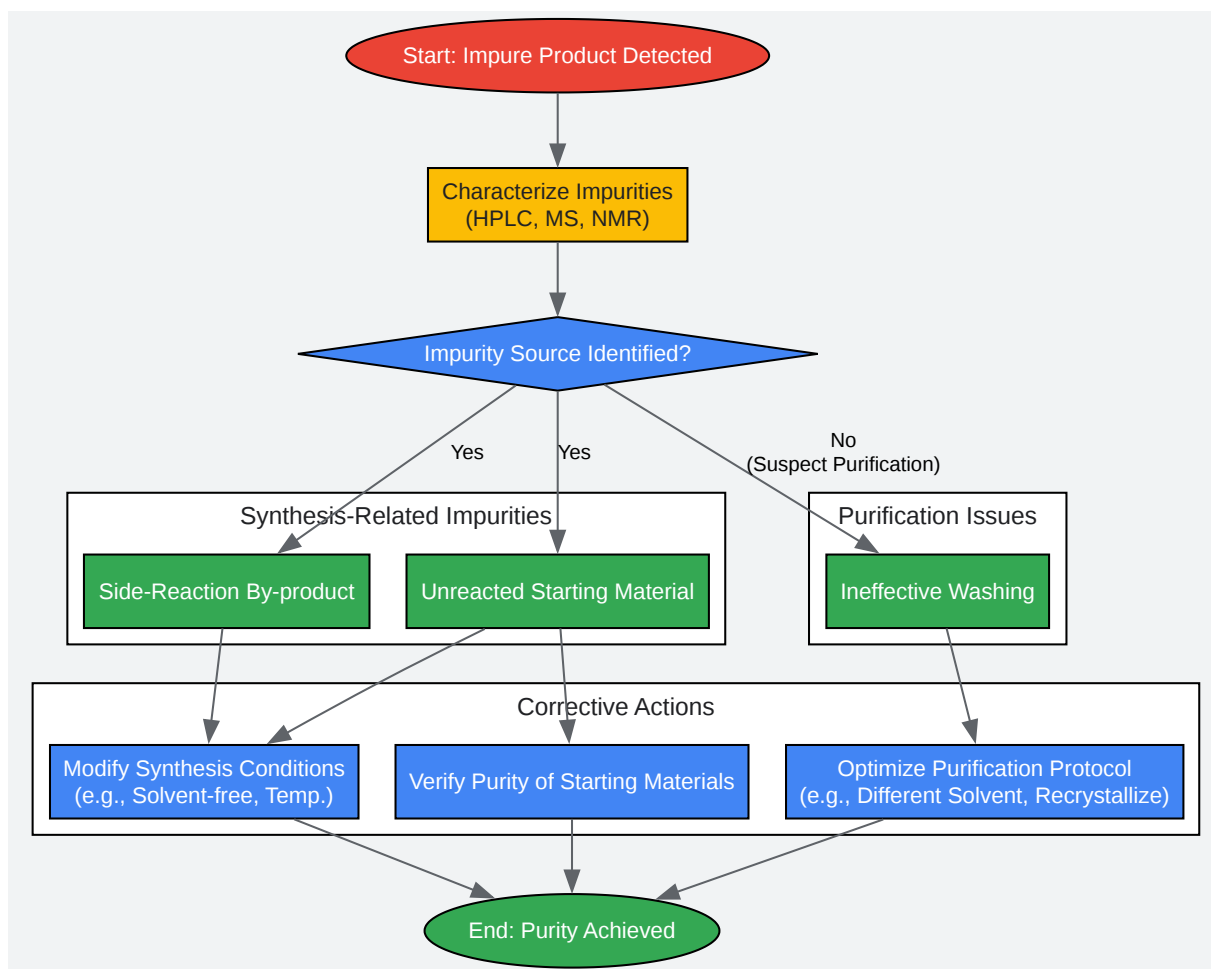 Start: Impure Product Detected
Characterize Impurities
(HPLC, MS, NMR)
Impurity Source Identified?
Yes
Yes
No
(Suspect Purification)
Synthesis-Related Impurities
Purification Issues
Side-Reaction By-product
Unreacted Starting Material
Ineffective Washing
Corrective Actions
Modify Synthesis Conditions
(e.g., Solvent-free, Temp.)
Verify Purity of Starting Materials
Optimize Purification Protocol
(e.g., Different Solvent, Recrystallize)
End: Purity Achieved